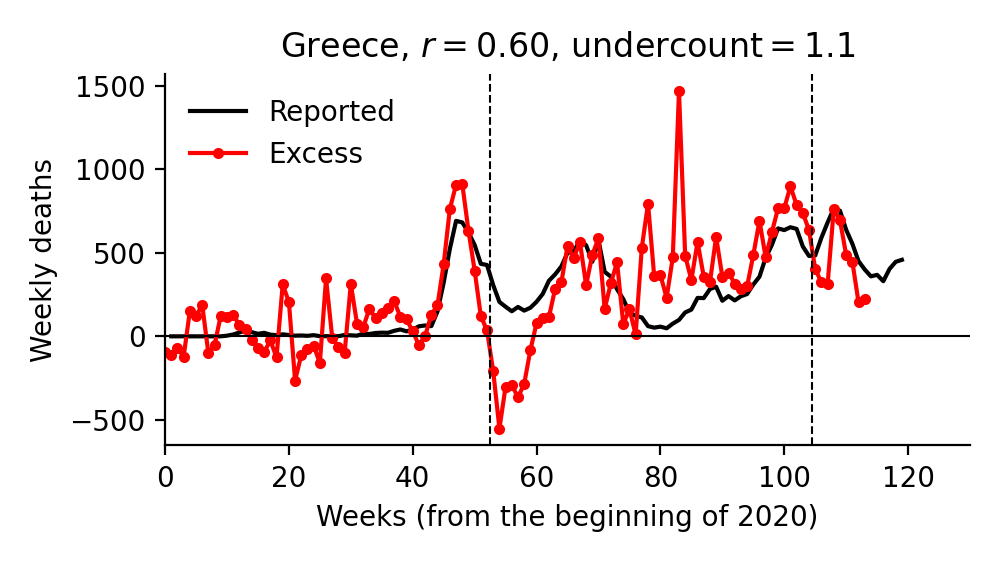 Greece, r = 0.60, undercount = 1.1
Reported
Excess
Weekly deaths
1500
1000
500
0
−500
0 20 40 60 80 100 120
Weeks (from the beginning of 2020)